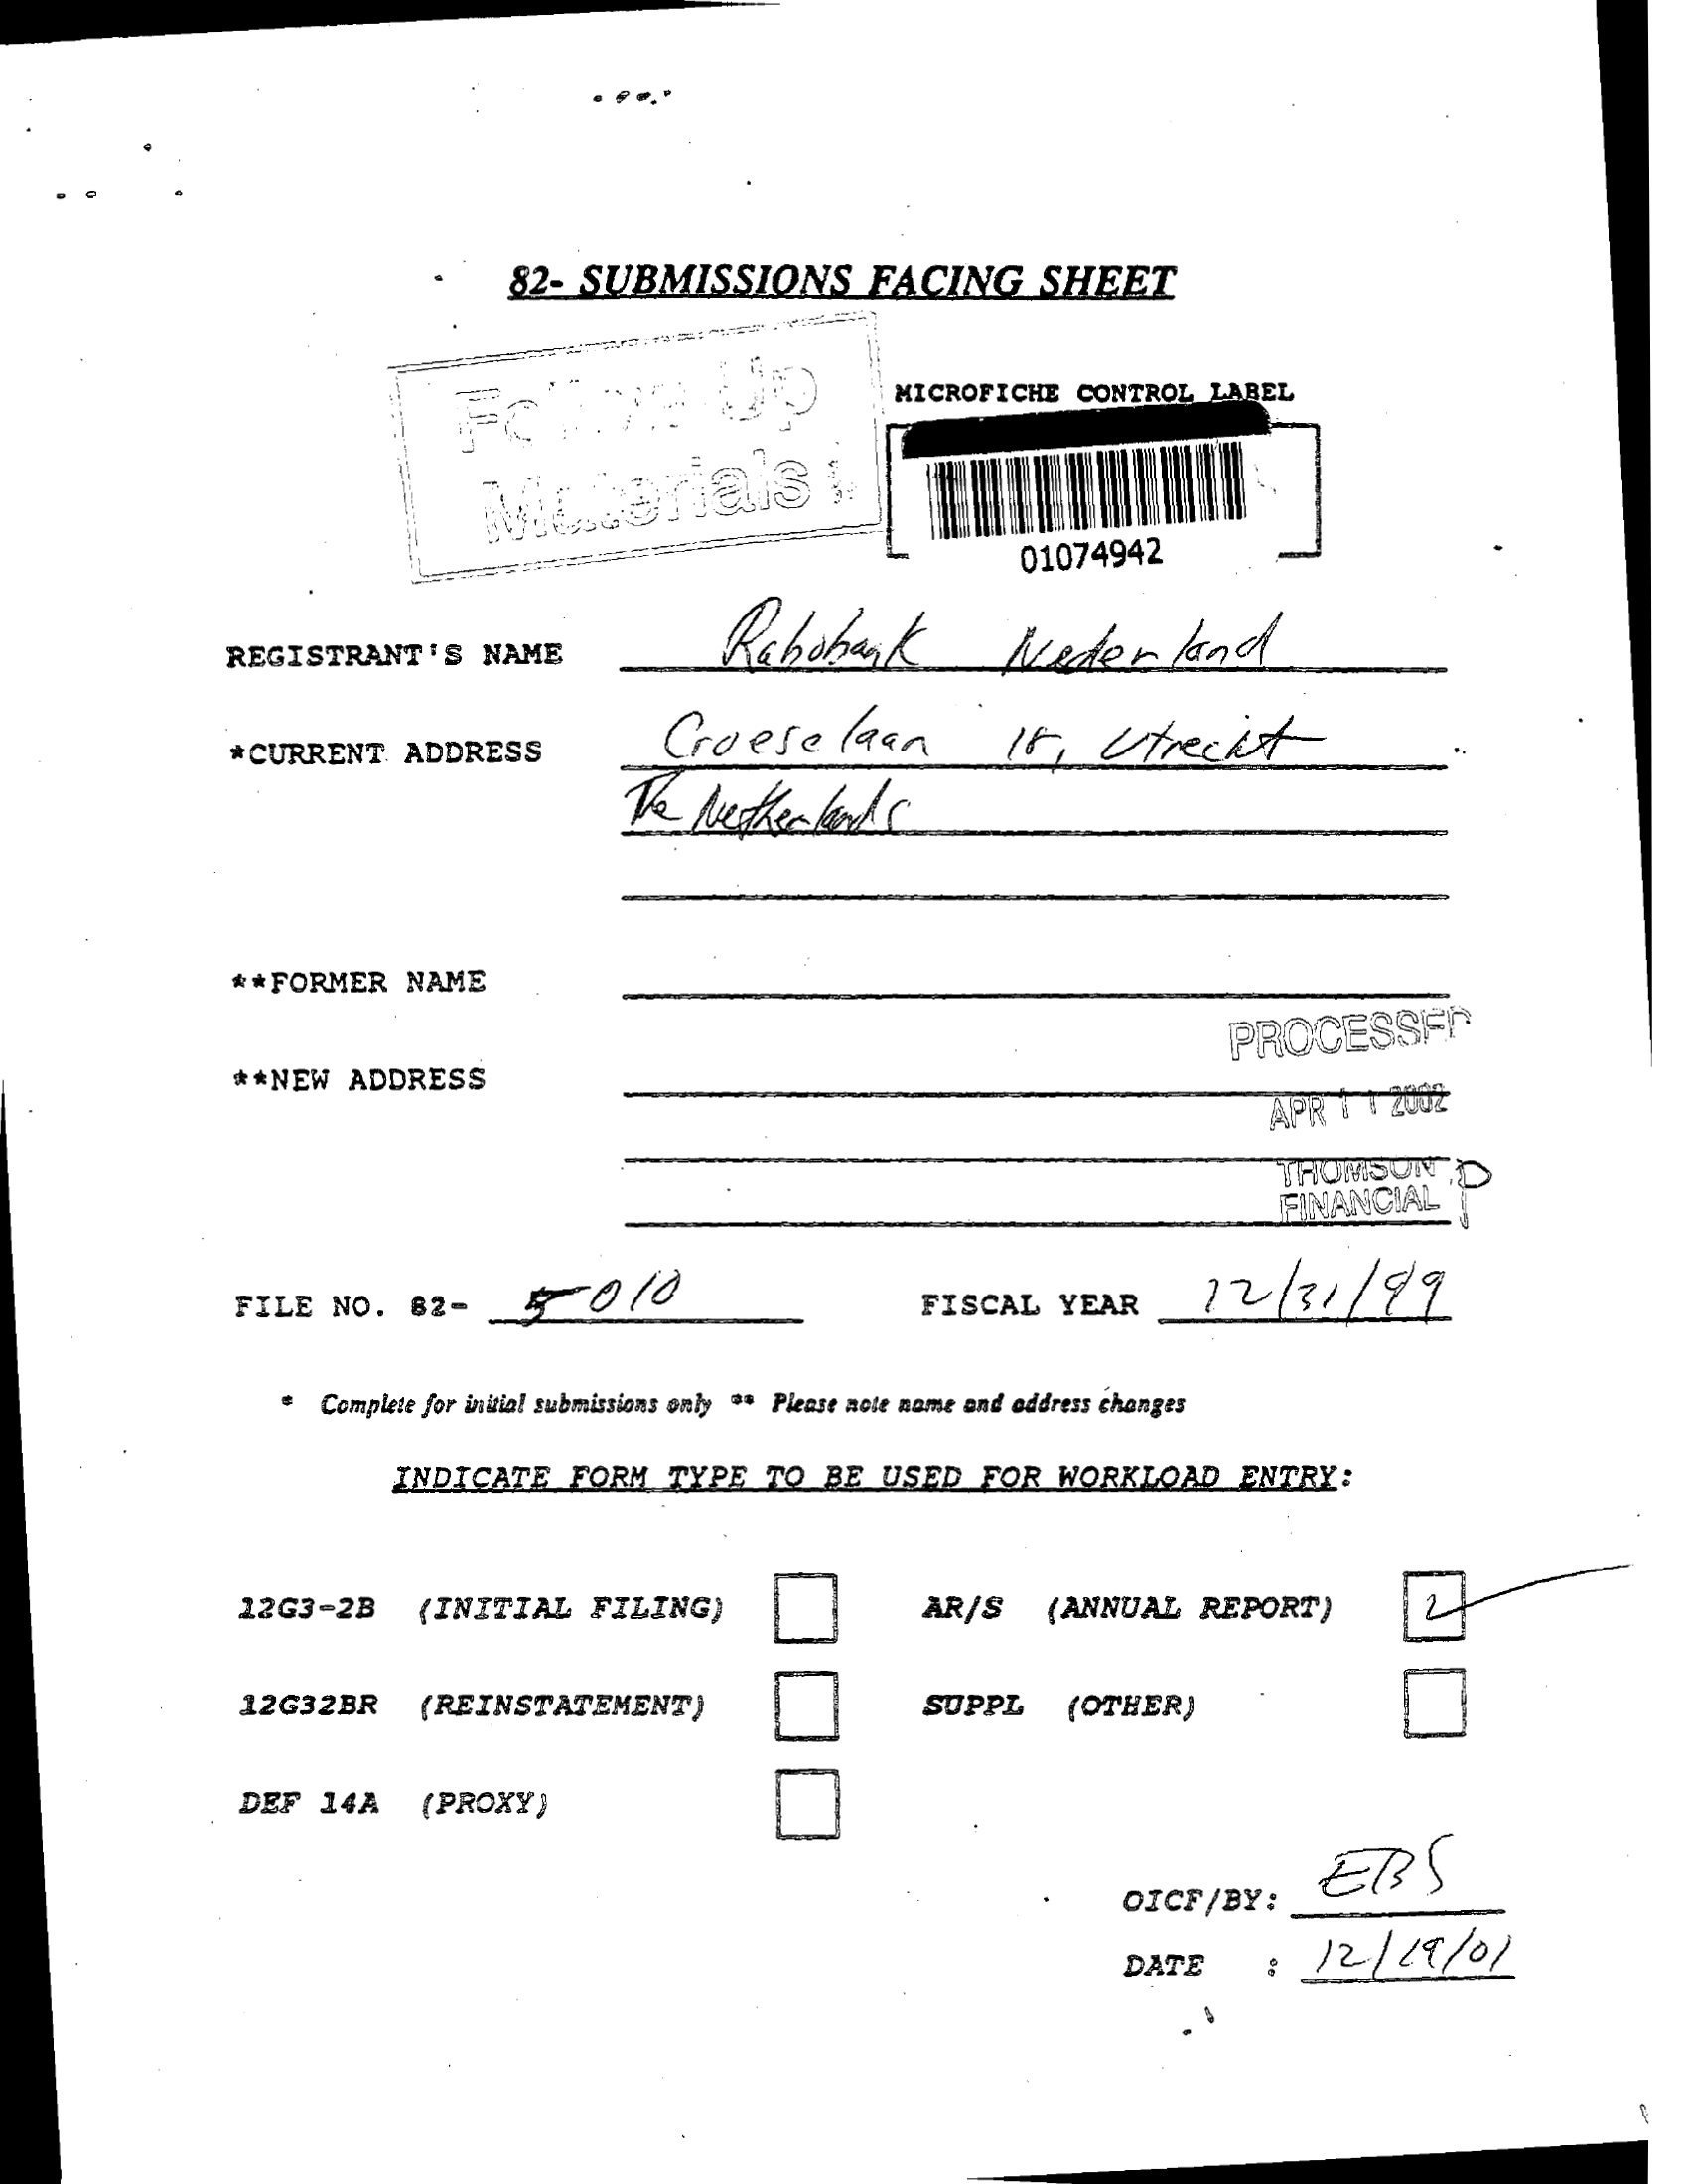 82- SUBMISSIONS FACING SHEET
Follow-Up
Materials
MICROFICHE CONTROL LABEL
01074942
REGISTRANT'S NAME Rabobank Nederland
*CURRENT ADDRESS Croeselaan 18, Utrecht
The Netherlands
**FORMER NAME
PROCESSED
**NEW ADDRESS
APR 11 2002
THOMSON P
FINANCIAL
FILE NO. 82- 5010 FISCAL YEAR 12/31/99
* Complete for initial submissions only ** Please note name and address changes
INDICATE FORM TYPE TO BE USED FOR WORKLOAD ENTRY:
12G3-2B (INITIAL FILING) AR/S (ANNUAL REPORT)
12G32BR (REINSTATEMENT) SUPPL (OTHER)
DEF 14A (PROXY)
OICF/BY: EBS
DATE : 12/19/01